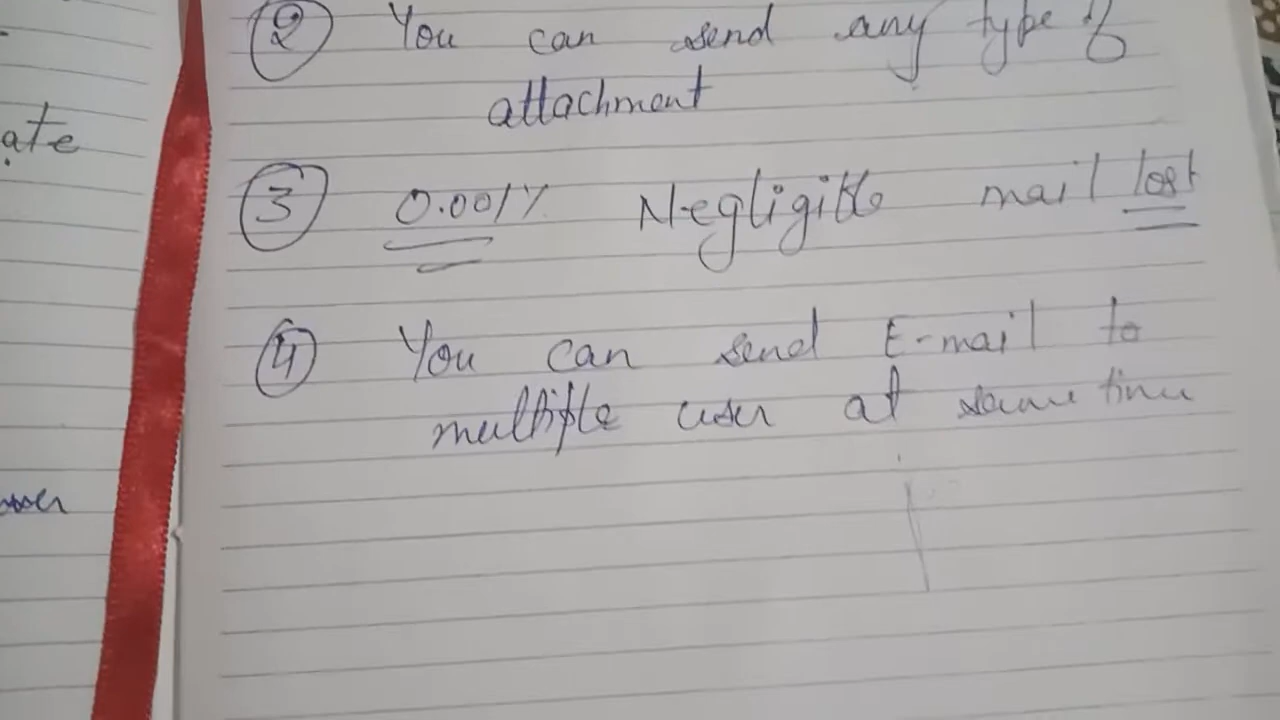 ate
② You can send any type of
attachment
③ 0.001% Negligible mail lost
④ You can send E-mail to
multiple user at same time